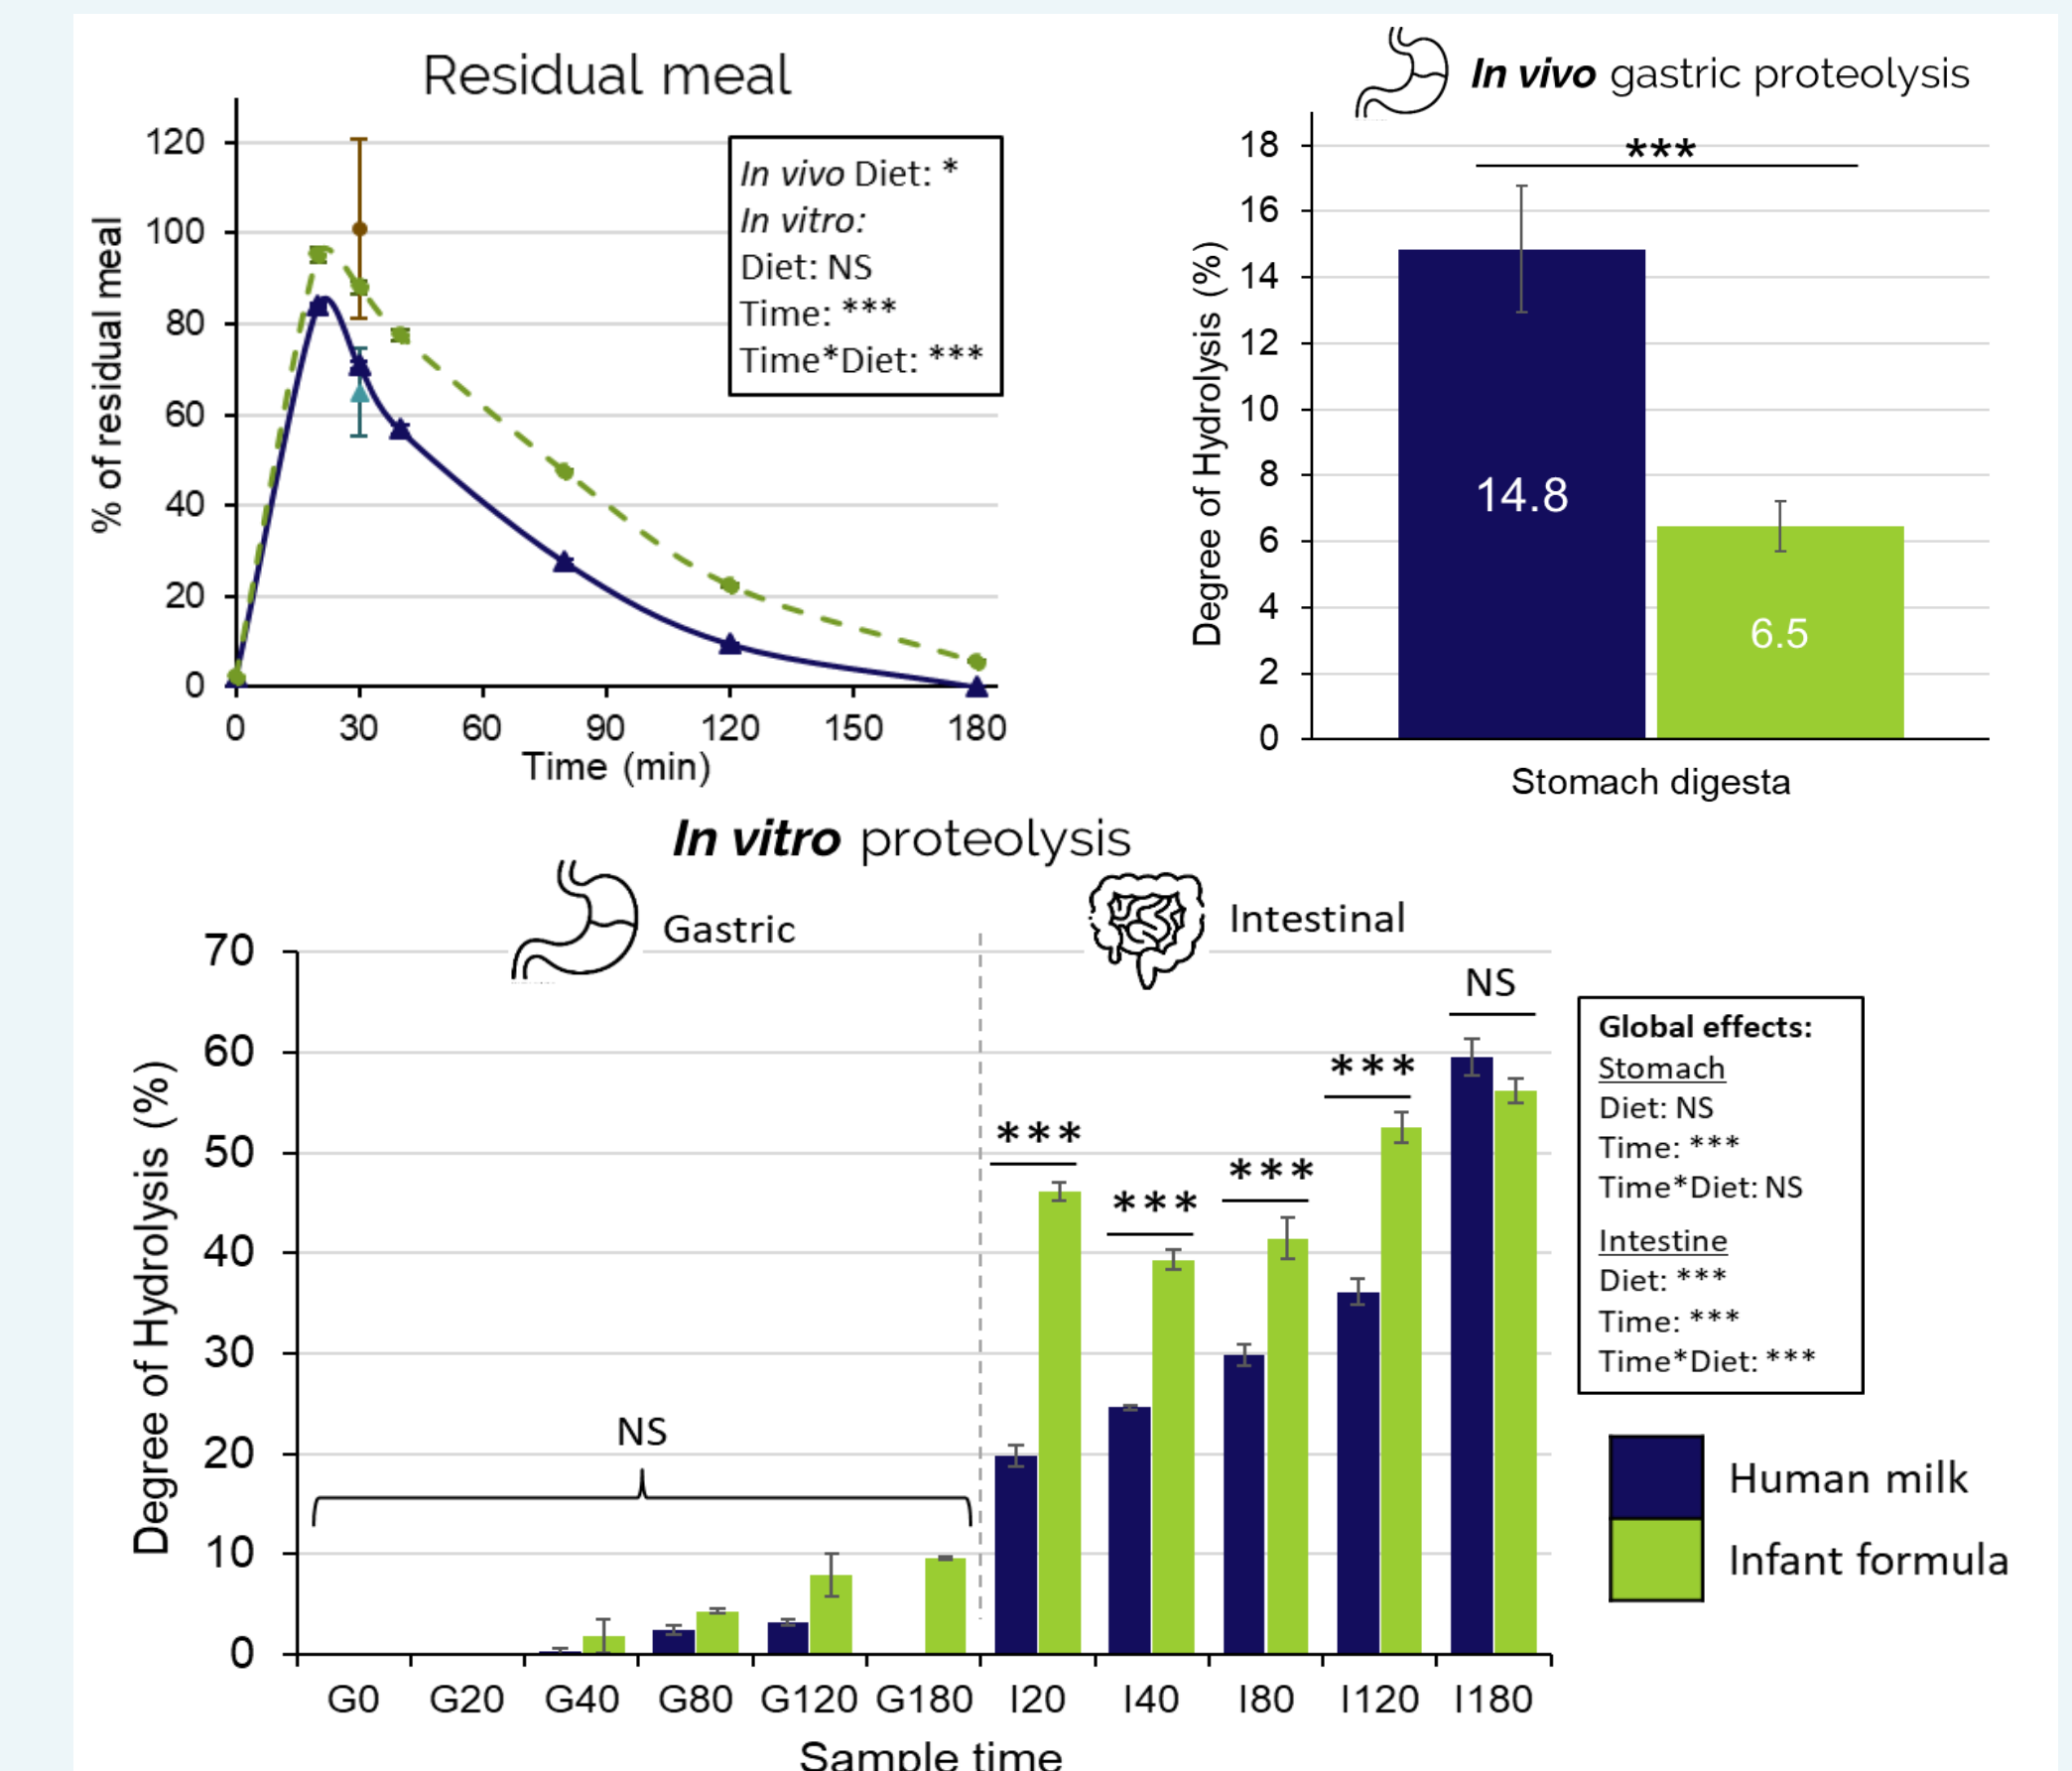 Residual meal
% of residual meal
120
100
80
60
40
20
0
0 30 60 90 120 150 180
Time (min)
In vivo Diet: *
In vitro:
Diet: NS
Time: ***
Time*Diet: ***
In vivo gastric proteolysis
Degree of Hydrolysis (%)
18
16
14
12
10
8
6
4
2
0
***
14.8
6.5
Stomach digesta
In vitro proteolysis
Gastric
Intestinal
Degree of Hydrolysis (%)
70
60
50
40
30
20
10
0
NS
***
***
***
***
NS
G0 G20 G40 G80 G120 G180 I20 I40 I80 I120 I180
Sample time
Global effects:
Stomach
Diet: NS
Time: ***
Time*Diet: NS
Intestine
Diet: ***
Time: ***
Time*Diet: ***
Human milk
Infant formula